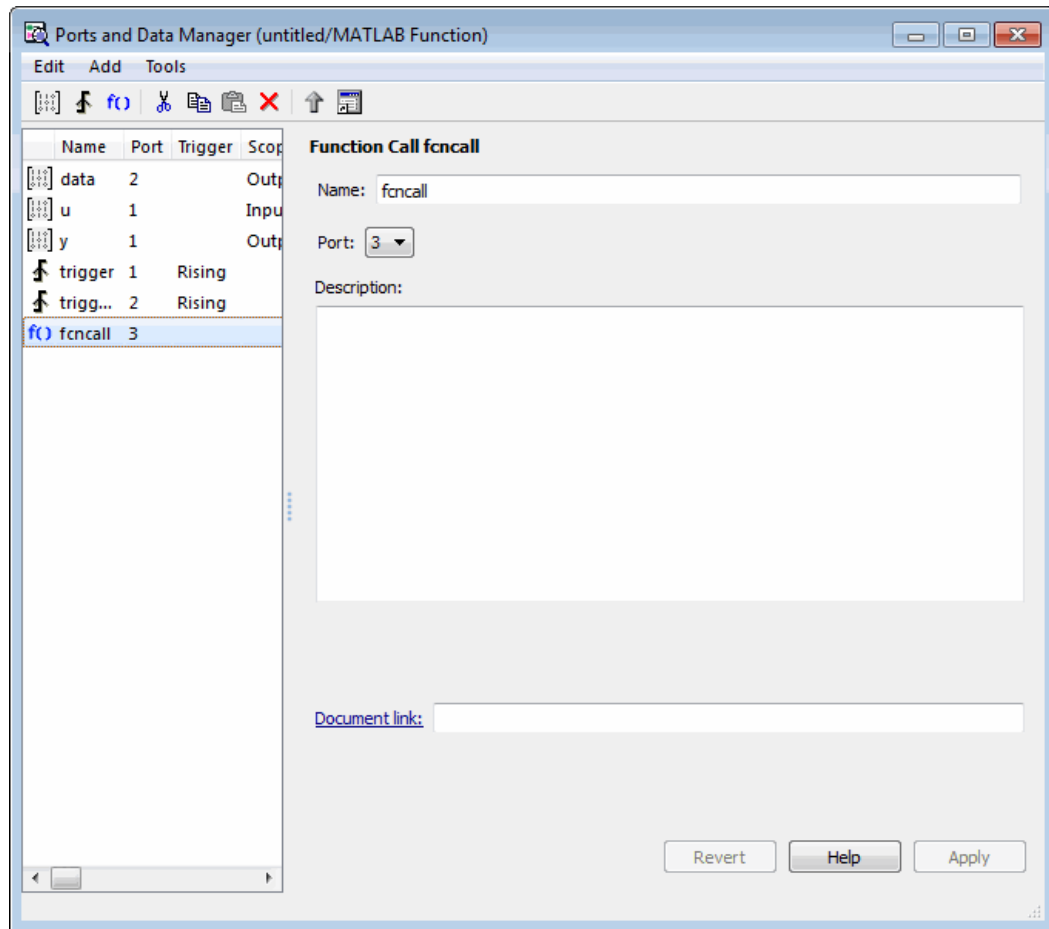 Ports and Data Manager (untitled/MATLAB Function)
Edit Add Tools
f()
Name Port Trigger Scop
data 2 Outp
u 1 Inpu
y 1 Outp
trigger 1 Rising
trigg... 2 Rising
f() fcncall 3
Function Call fcncall
Name: fcncall
Port: 3
Description:
Document link:
Revert Help Apply